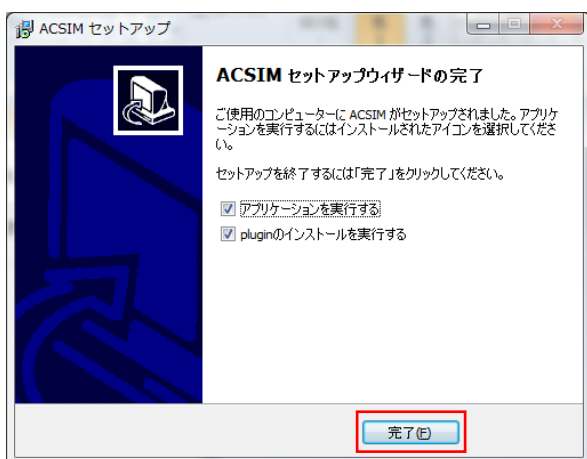 ACSIM セットアップ
ACSIM セットアップウィザードの完了
ご使用のコンピューターに ACSIM がセットアップされました。アプリケ
ーションを実行するにはインストールされたアイコンを選択してくださ
い。
セットアップを終了するには「完了」をクリックしてください。
アプリケーションを実行する
pluginのインストールを実行する
完了(F)